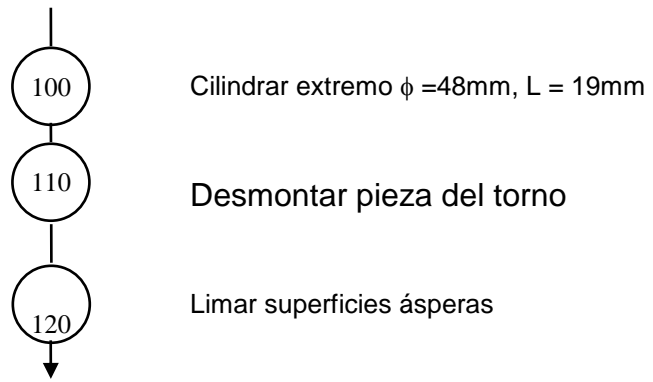 100 Cilindrar extremo ϕ =48mm, L = 19mm
110 Desmontar pieza del torno
120 Limar superficies ásperas